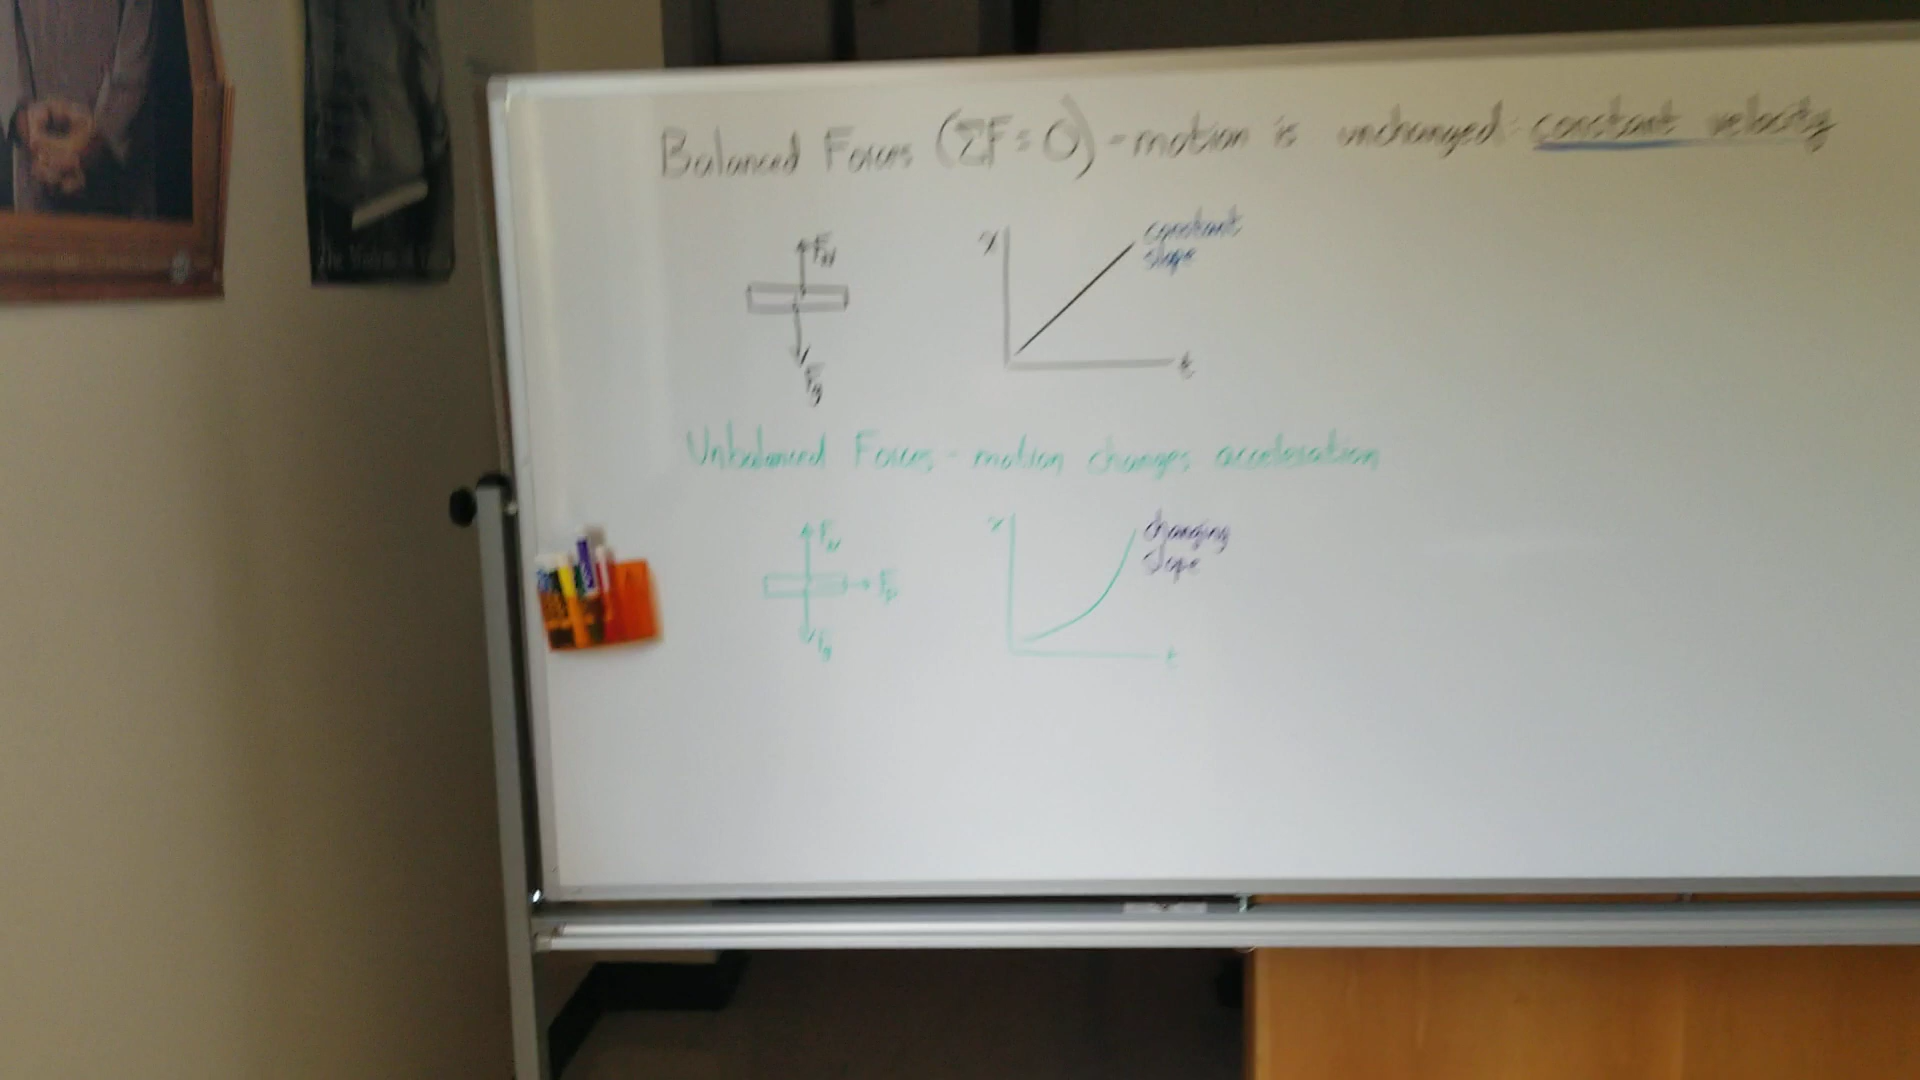 Balanced Forces (ΣF = 0) - motion is unchanged: constant velocity
FN
x
constant
slope
t
Fg
Unbalanced Forces - motion changes, acceleration
FN
x
changing
slope
Fg
t